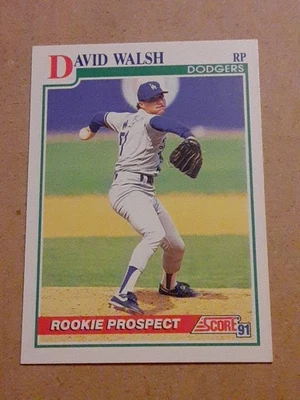 DAVID WALSH
RP
DODGERS
ROOKIE PROSPECT
SCORE
91